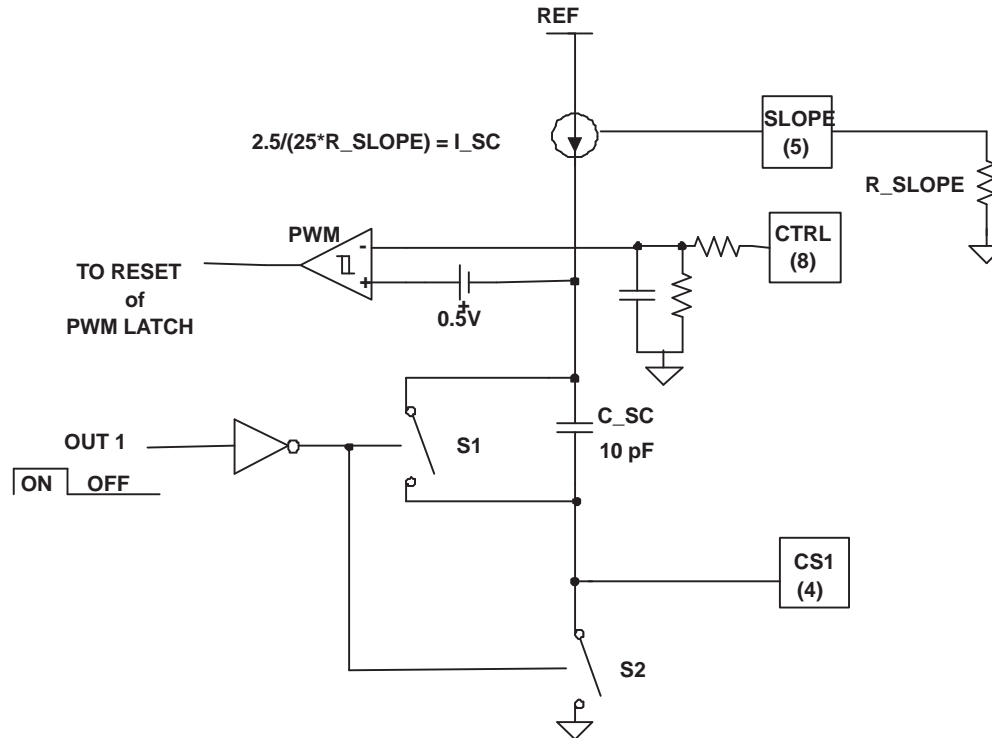 REF
2.5/(25*R_SLOPE) = I_SC
SLOPE
(5)
R_SLOPE
PWM
-
+
CTRL
(8)
TO RESET
of
PWM LATCH
+
0.5V
C_SC
10 pF
OUT 1
S1
ON OFF
CS1
(4)
S2